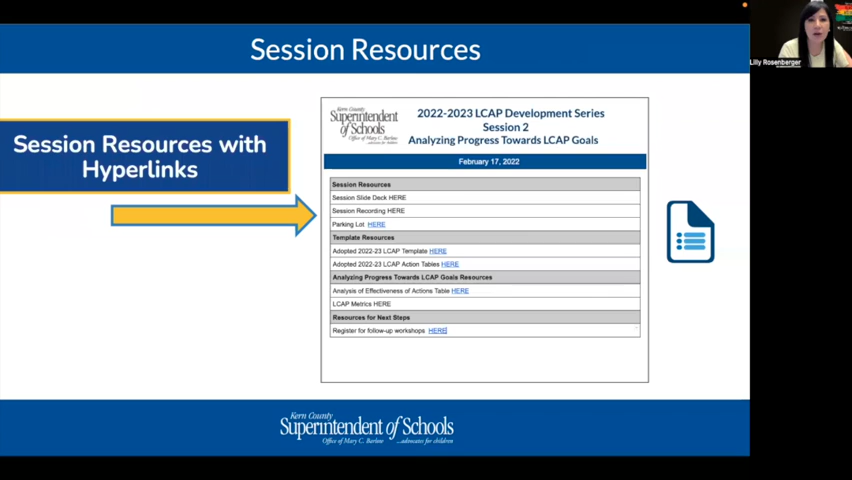 Session Resources
Lilly Rosenberger
Session Resources with
Hyperlinks
Kern County
Superintendent
of Schools
Office of Mary C. Barlow
...advocates for children
2022-2023 LCAP Development Series
Session 2
Analyzing Progress Towards LCAP Goals
February 17, 2022
Session Resources
Session Slide Deck HERE
Session Recording HERE
Parking Lot HERE
Template Resources
Adopted 2022-23 LCAP Template HERE
Adopted 2022-23 LCAP Action Tables HERE
Analyzing Progress Towards LCAP Goals Resources
Analysis of Effectiveness of Actions Table HERE
LCAP Metrics HERE
Resources for Next Steps
Register for follow-up workshops HERE
Kern County
Superintendent of Schools
Office of Mary C. Barlow ...advocates for children